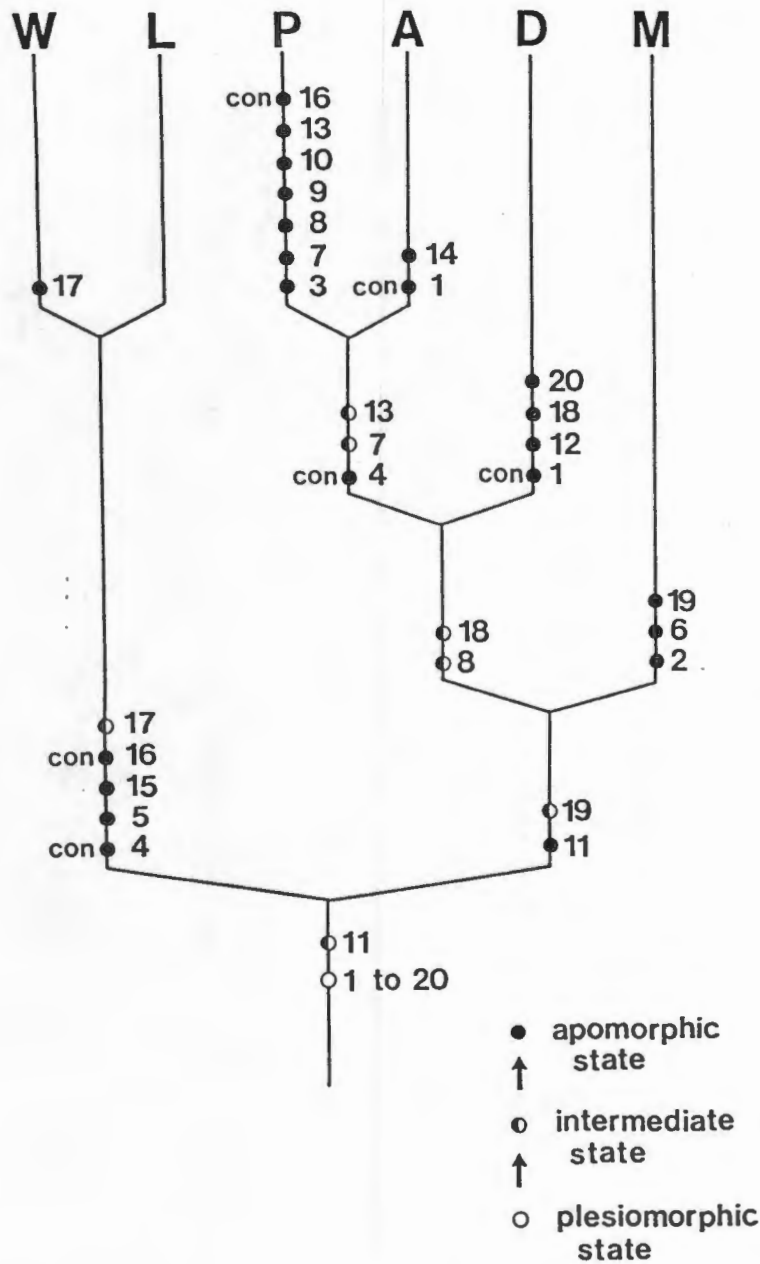 W L P A D M
con 16
13
10
9
8
7
3
14
con 1
17
20
18
12
con 1
13
7
con 4
19
6
2
18
8
17
con 16
15
5
con 4
19
11
11
1 to 20
apomorphic
state
intermediate
state
plesiomorphic
state